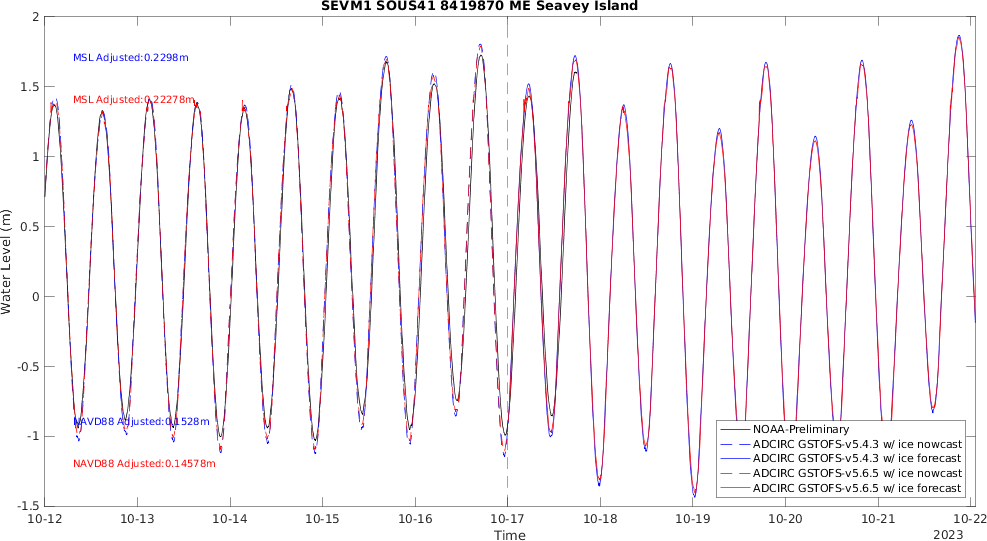 SEVM1 SOUS41 8419870 ME Seavey Island
2
1.5
1
0.5
0
-0.5
-1
-1.5
Water Level (m)
MSL Adjusted:0.2298m
MSL Adjusted:0.22278m
NAVD88 Adjusted:0.1528m
NAVD88 Adjusted:0.14578m
NOAA-Preliminary
ADCIRC GSTOFS-v5.4.3 w/ ice nowcast
ADCIRC GSTOFS-v5.4.3 w/ ice forecast
ADCIRC GSTOFS-v5.6.5 w/ ice nowcast
ADCIRC GSTOFS-v5.6.5 w/ ice forecast
10-12 10-13 10-14 10-15 10-16 10-17 10-18 10-19 10-20 10-21 10-22
Time
2023